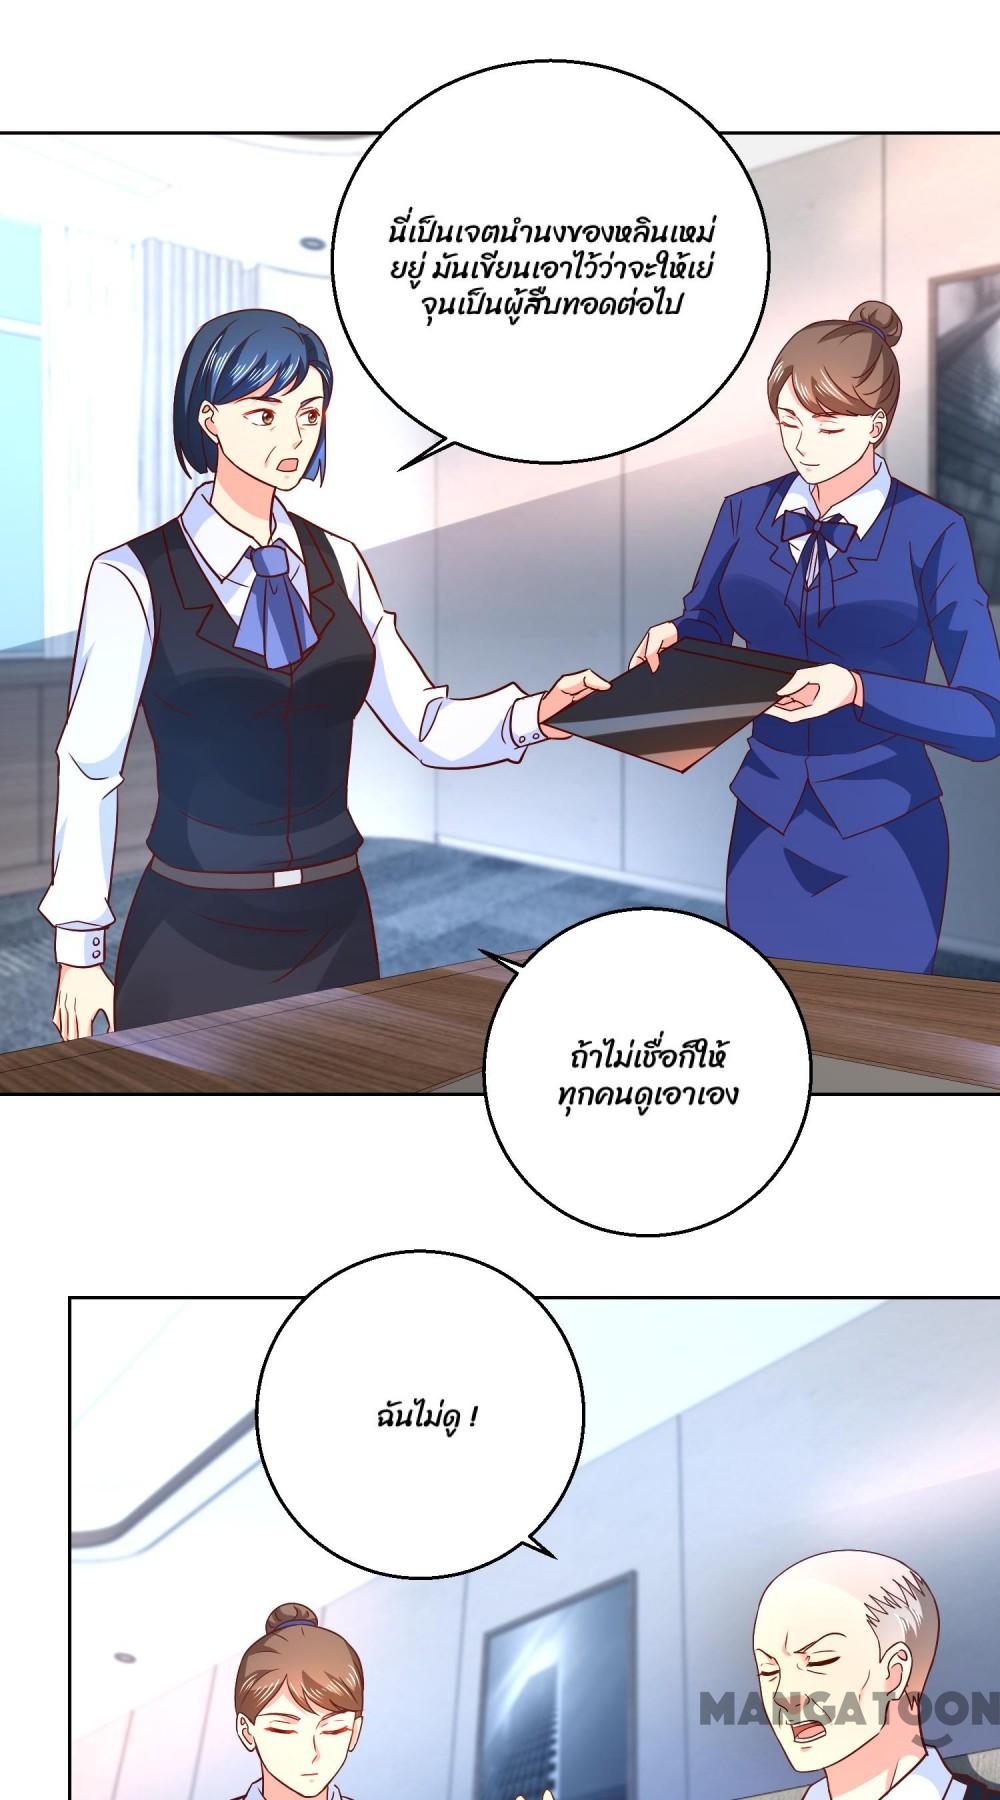 นี่เป็นเจตนำนงของหลินเหม่
ยยู่ มันเขียนเอาไว้ว่าจะให้เย่
จุนเป็นผู้สืบทอดต่อไป
ถ้าไม่เชื่อก็ให้
ทุกคนดูเอาเอง
ฉันไม่ดู !
MANGATOON